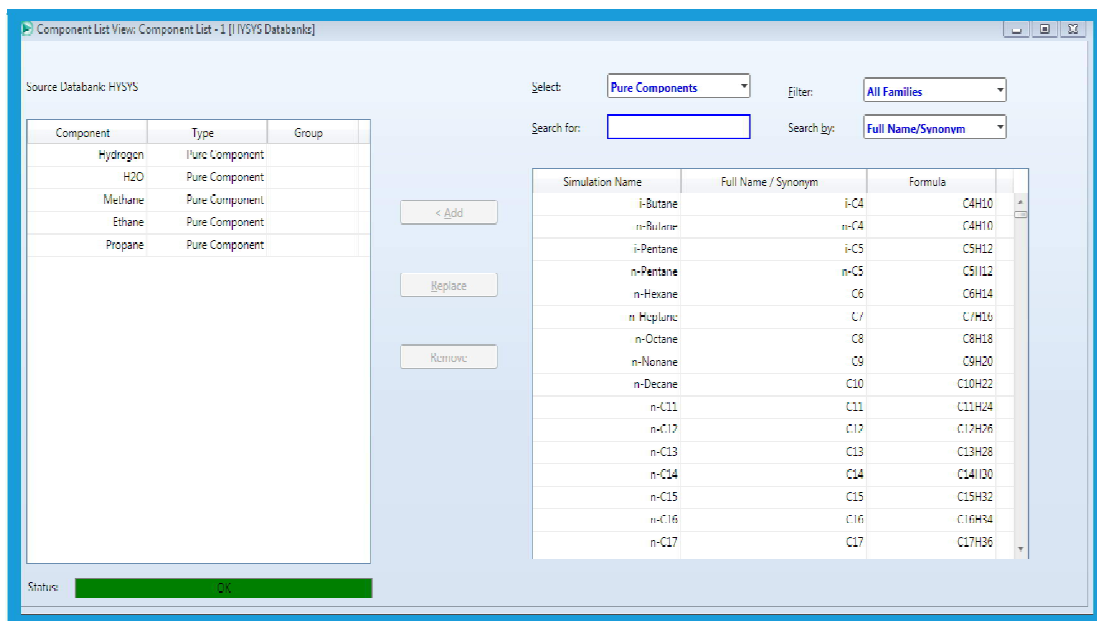 Component List View: Component List - 1 [HYSYS Databanks]
Source Databank: HYSYS
Select: Pure Components Filter: All Families
Search for: Search by: Full Name/Synonym
Component Type Group
Hydrogen Pure Component
H2O Pure Component
Methane Pure Component
Ethane Pure Component
Propane Pure Component
< Add
Replace
Remove
Simulation Name Full Name / Synonym Formula
i-Butane i-C4 C4H10
n-Butane n-C4 C4H10
i-Pentane i-C5 C5H12
n-Pentane n-C5 C5H12
n-Hexane C6 C6H14
n-Heptane C7 C7H16
n-Octane C8 C8H18
n-Nonane C9 C9H20
n-Decane C10 C10H22
n-C11 C11 C11H24
n-C12 C12 C12H26
n-C13 C13 C13H28
n-C14 C14 C14H30
n-C15 C15 C15H32
n-C16 C16 C16H34
n-C17 C17 C17H36
Status: OK